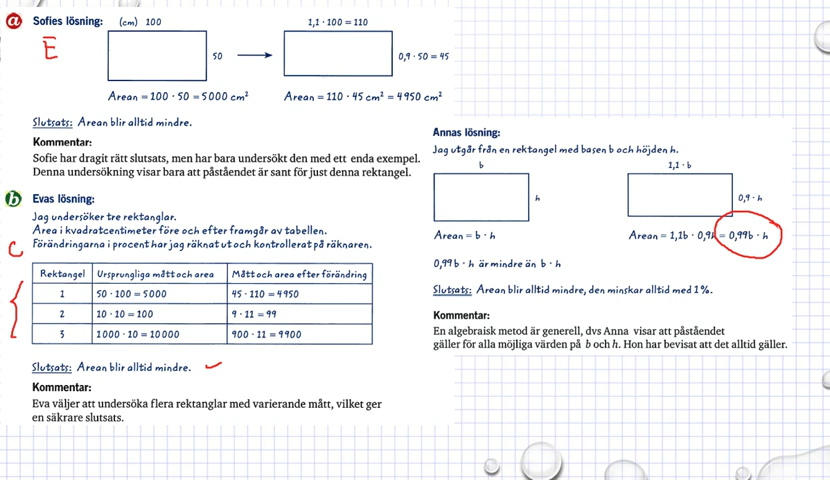 a Sofies lösning: (cm) 100 1,1 · 100 = 110
E
50 0,9 · 50 = 45
Arean = 100 · 50 = 5000 cm² Arean = 110 · 45 cm² = 4950 cm²
Slutsats: Arean blir alltid mindre.
Kommentar:
Sofie har dragit rätt slutsats, men har bara undersökt den med ett enda exempel.
Denna undersökning visar bara att påståendet är sant för just denna rektangel.
b Evas lösning:
Jag undersöker tre rektanglar.
Area i kvadratcentimeter före och efter framgår av tabellen.
C Förändringarna i procent har jag räknat ut och kontrollerat på räknaren.
Rektangel Ursprungliga mått och area Mått och area efter förändring
1 50 · 100 = 5000 45 · 110 = 4950
2 10 · 10 = 100 9 · 11 = 99
3 1000 · 10 = 10000 900 · 11 = 9900
Slutsats: Arean blir alltid mindre.
Kommentar:
Eva väljer att undersöka flera rektanglar med varierande mått, vilket ger
en säkrare slutsats.
Annas lösning:
Jag utgår från en rektangel med basen b och höjden h.
b 1,1 · b
h 0,9 · h
Arean = b · h Arean = 1,1b · 0,9h = 0,99b · h
0,99b · h är mindre än b · h
Slutsats: Arean blir alltid mindre, den minskar alltid med 1%.
Kommentar:
En algebraisk metod är generell, dvs Anna visar att påståendet
gäller för alla möjliga värden på b och h. Hon har bevisat att det alltid gäller.